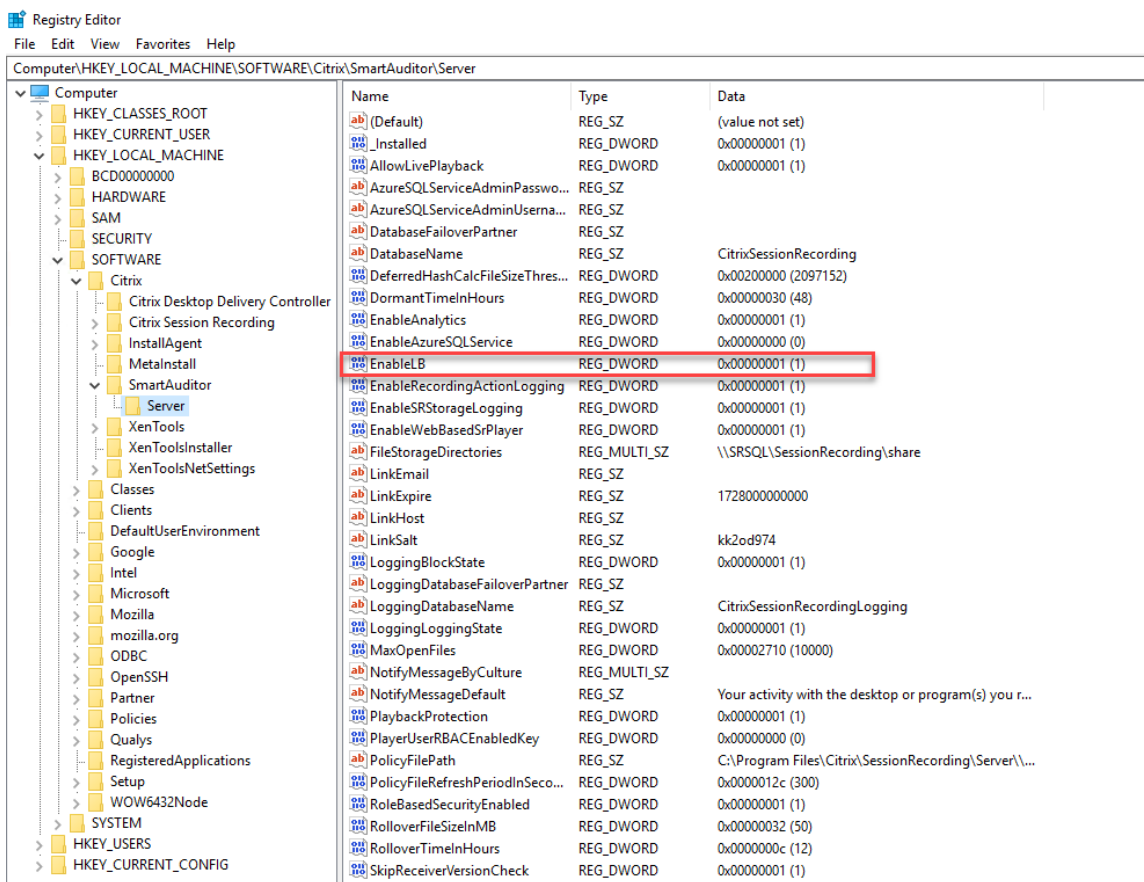 Registry Editor
File Edit View Favorites Help
Computer\HKEY_LOCAL_MACHINE\SOFTWARE\Citrix\SmartAuditor\Server
Computer
HKEY_CLASSES_ROOT
HKEY_CURRENT_USER
HKEY_LOCAL_MACHINE
BCD00000000
HARDWARE
SAM
SECURITY
SOFTWARE
Citrix
Citrix Desktop Delivery Controller
Citrix Session Recording
InstallAgent
MetaInstall
SmartAuditor
Server
XenTools
XenToolsInstaller
XenToolsNetSettings
Classes
Clients
DefaultUserEnvironment
Google
Intel
Microsoft
Mozilla
mozilla.org
ODBC
OpenSSH
Partner
Policies
Qualys
RegisteredApplications
Setup
WOW6432Node
SYSTEM
HKEY_USERS
HKEY_CURRENT_CONFIG
Name Type Data
(Default) REG_SZ (value not set)
_Installed REG_DWORD 0x00000001 (1)
AllowLivePlayback REG_DWORD 0x00000001 (1)
AzureSQLServiceAdminPasswo... REG_SZ
AzureSQLServiceAdminUserna... REG_SZ
DatabaseFailoverPartner REG_SZ
DatabaseName REG_SZ CitrixSessionRecording
DeferredHashCalcFileSizeThres... REG_DWORD 0x00200000 (2097152)
DormantTimeInHours REG_DWORD 0x00000030 (48)
EnableAnalytics REG_DWORD 0x00000001 (1)
EnableAzureSQLService REG_DWORD 0x00000000 (0)
EnableLB REG_DWORD 0x00000001 (1)
EnableRecordingActionLogging REG_DWORD 0x00000001 (1)
EnableSRStorageLogging REG_DWORD 0x00000001 (1)
EnableWebBasedSrPlayer REG_DWORD 0x00000001 (1)
FileStorageDirectories REG_MULTI_SZ \\SRSQL\SessionRecording\share
LinkEmail REG_SZ
LinkExpire REG_SZ 1728000000000
LinkHost REG_SZ
LinkSalt REG_SZ kk2od974
LoggingBlockState REG_DWORD 0x00000001 (1)
LoggingDatabaseFailoverPartner REG_SZ
LoggingDatabaseName REG_SZ CitrixSessionRecordingLogging
LoggingLoggingState REG_DWORD 0x00000001 (1)
MaxOpenFiles REG_DWORD 0x00002710 (10000)
NotifyMessageByCulture REG_MULTI_SZ
NotifyMessageDefault REG_SZ Your activity with the desktop or program(s) you r...
PlaybackProtection REG_DWORD 0x00000001 (1)
PlayerUserRBACEnabledKey REG_DWORD 0x00000000 (0)
PolicyFilePath REG_SZ C:\Program Files\Citrix\SessionRecording\Server\\...
PolicyFileRefreshPeriodInSeco... REG_DWORD 0x0000012c (300)
RoleBasedSecurityEnabled REG_DWORD 0x00000001 (1)
RolloverFileSizeInMB REG_DWORD 0x00000032 (50)
RolloverTimeInHours REG_DWORD 0x0000000c (12)
SkipReceiverVersionCheck REG_DWORD 0x00000001 (1)